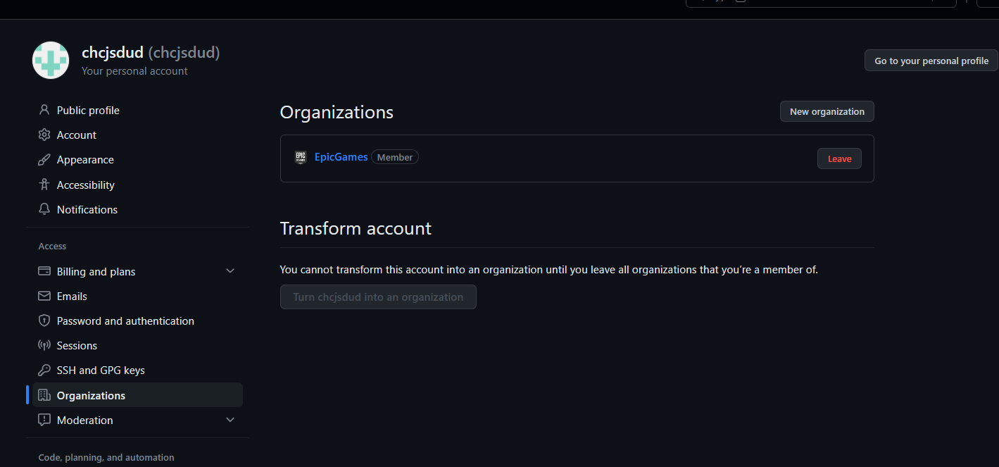 chcjsdud (chcjsdud)
Your personal account
Go to your personal profile
Public profile
Account
Appearance
Accessibility
Notifications
Access
Billing and plans
Emails
Password and authentication
Sessions
SSH and GPG keys
Organizations
Moderation
Code, planning, and automation
Organizations
New organization
EPIC GAMES
EpicGames Member
Leave
Transform account
You cannot transform this account into an organization until you leave all organizations that you’re a member of.
Turn chcjsdud into an organization